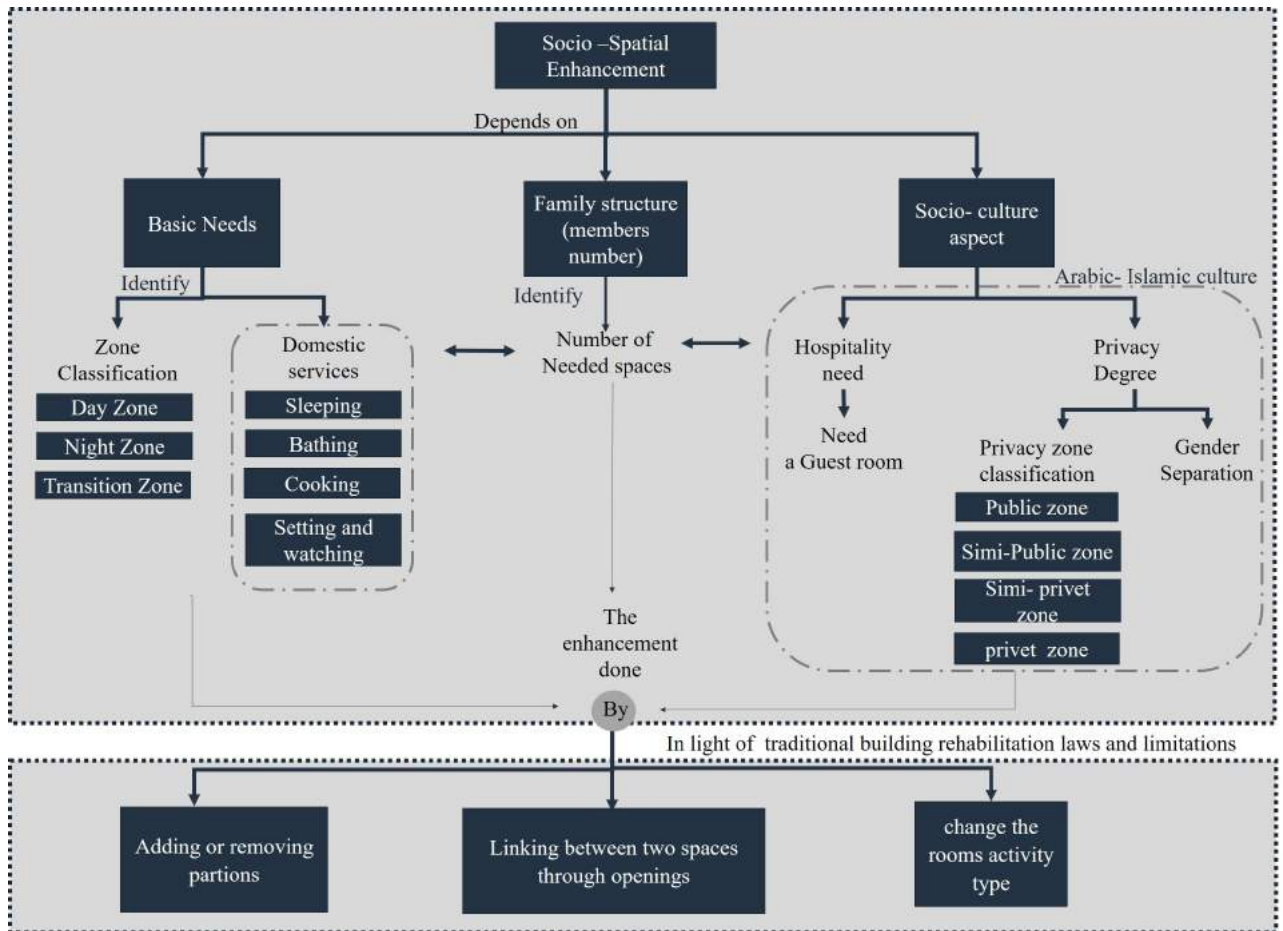 Socio –Spatial
Enhancement
Depends on
Basic Needs
Family structure
(members
number)
Socio- culture
aspect
Identify
Identify
Arabic- Islamic culture
Zone
Classification
Day Zone
Night Zone
Transition Zone
Domestic
services
Sleeping
Bathing
Cooking
Setting and
watching
Number of
Needed spaces
Hospitality
need
Need
a Guest room
Privacy
Degree
Privacy zone
classification
Public zone
Simi-Public zone
Simi- privet
zone
privet zone
Gender
Separation
The
enhancement
done
By
In light of traditional building rehabilitation laws and limitations
Adding or removing
partions
Linking between two spaces
through openings
change the
rooms activity
type